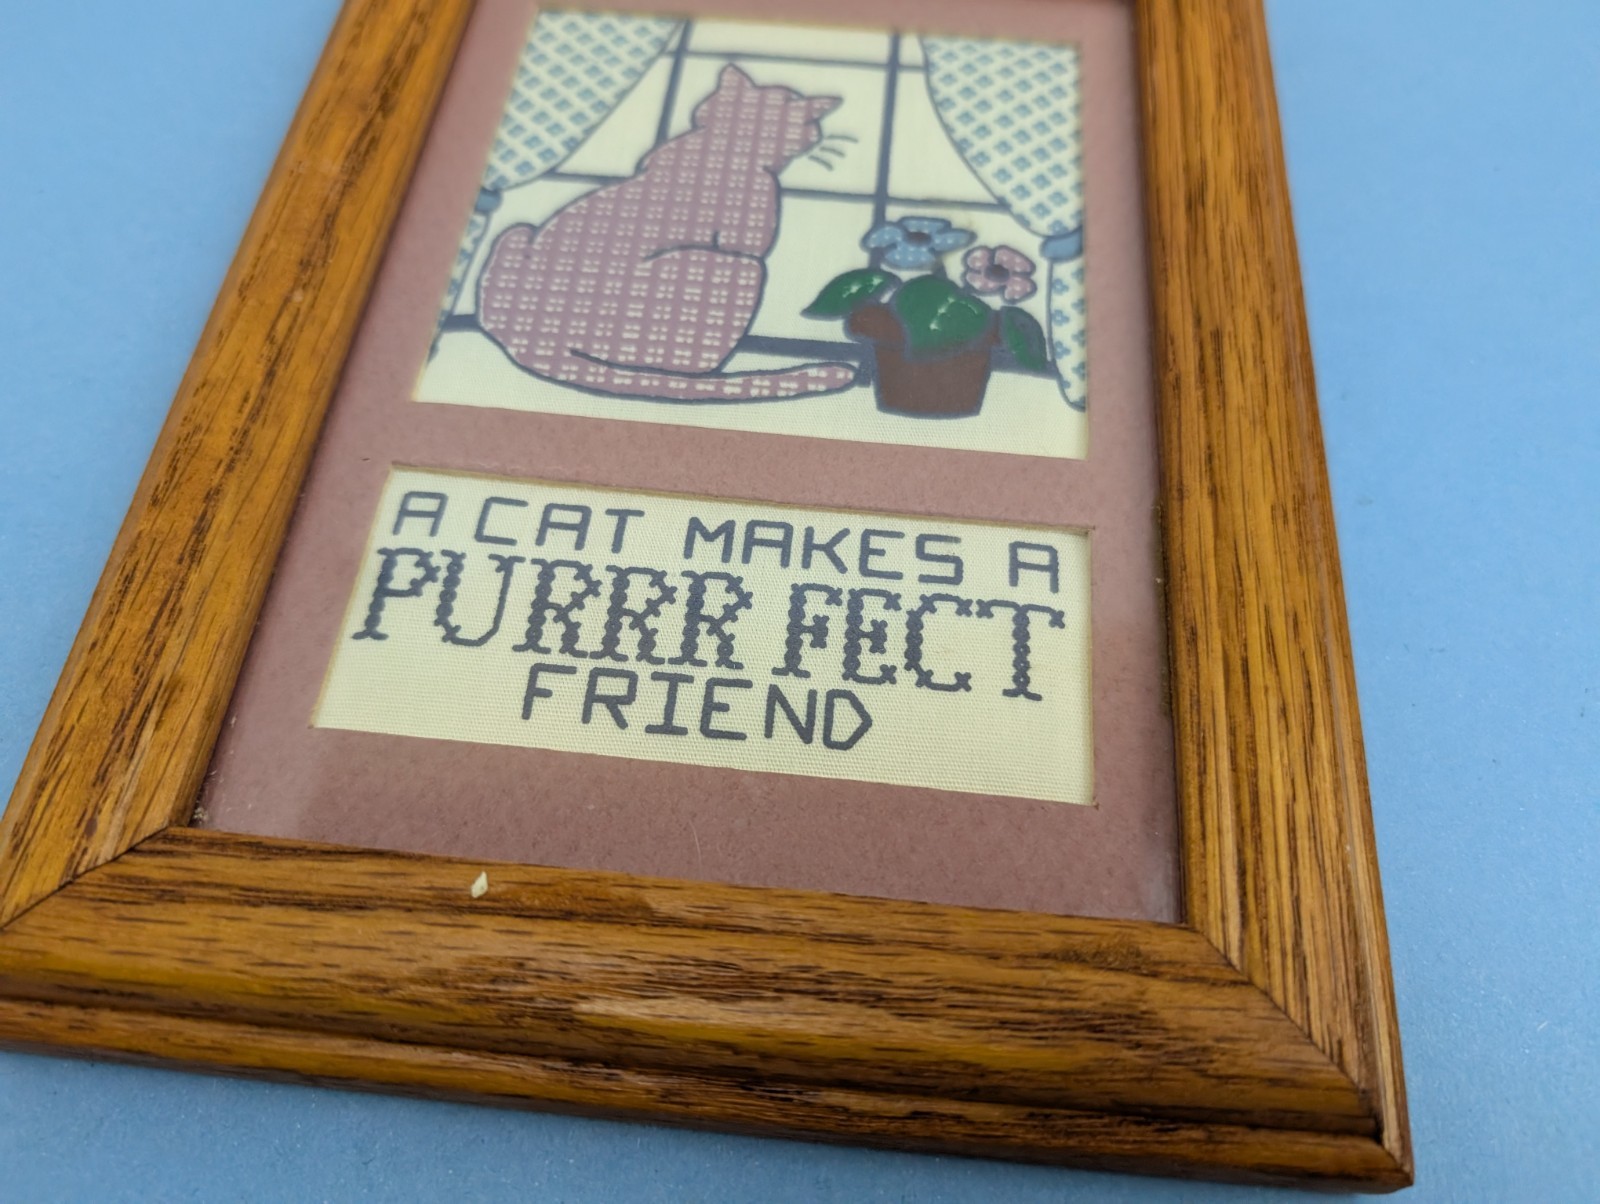 A CAT MAKES A
PURRR FECT
FRIEND